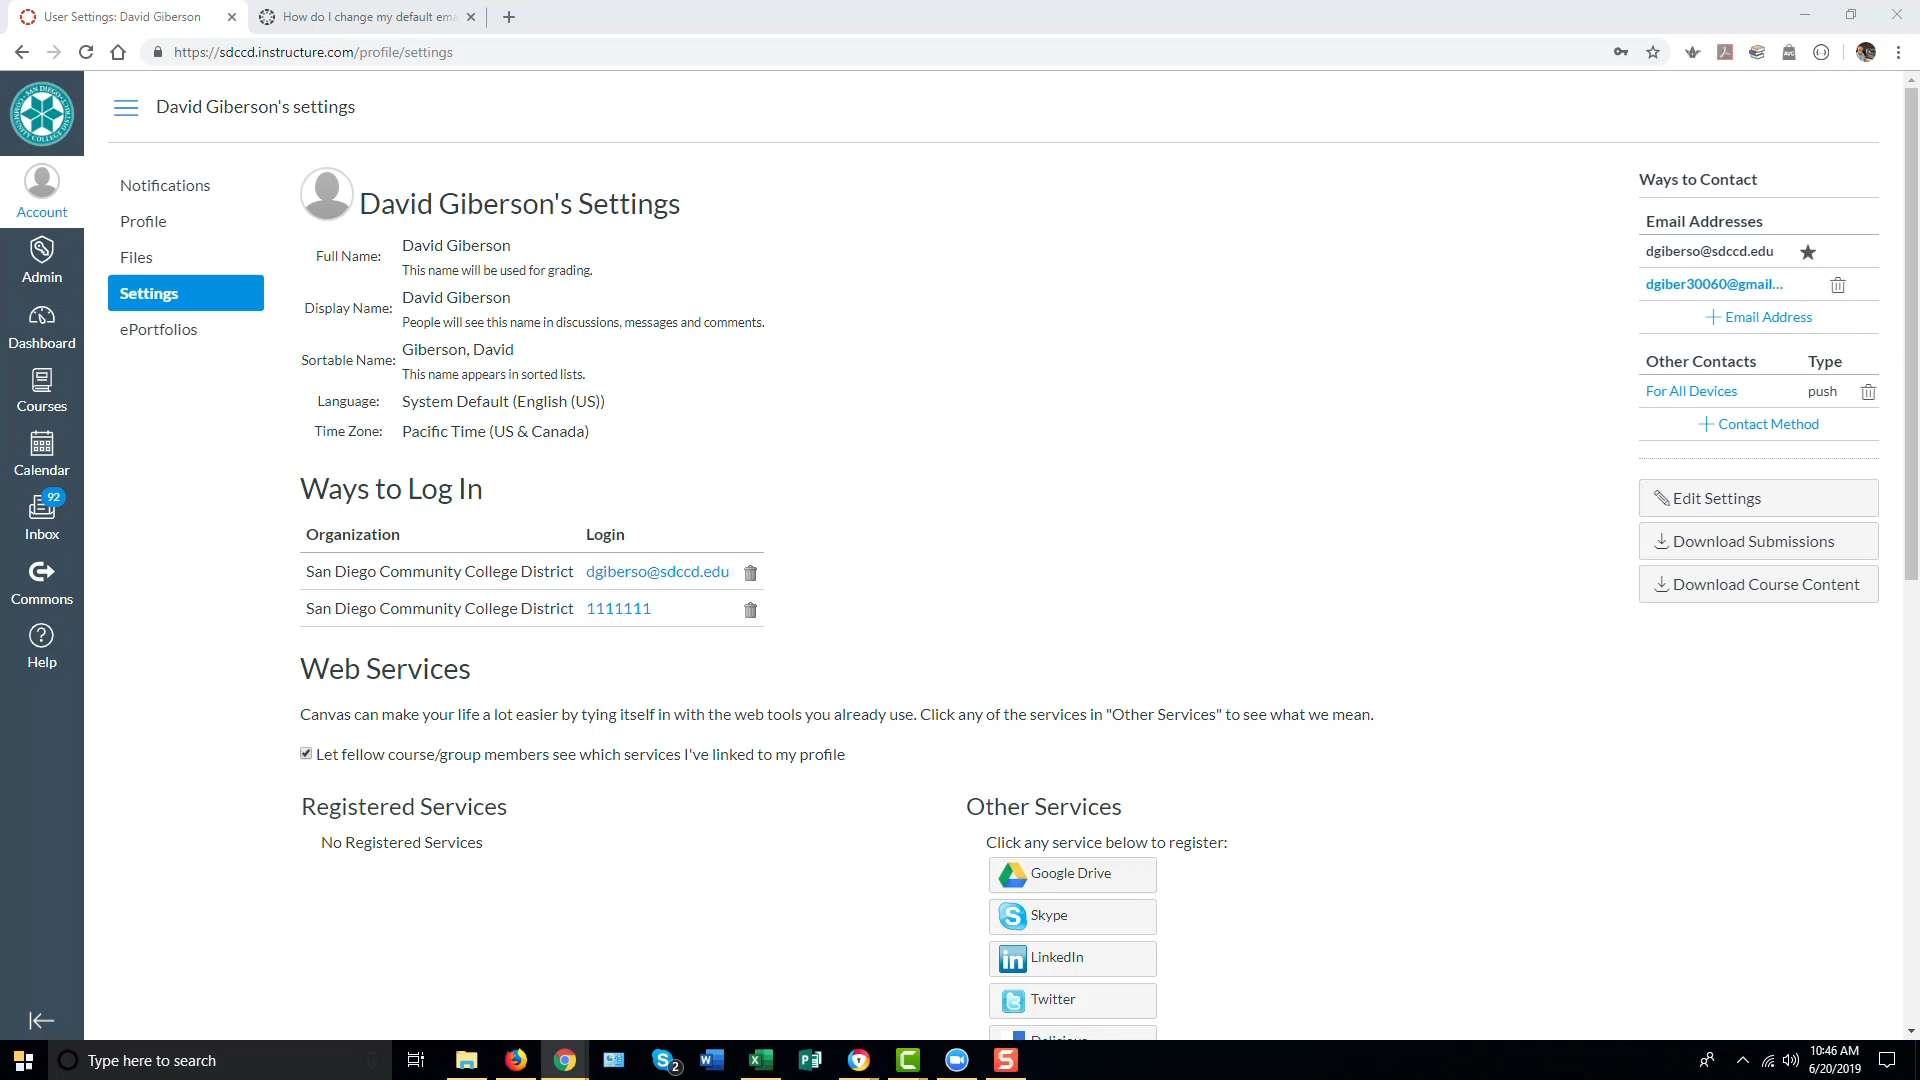 User Settings: David Giberson
How do I change my default ema
https://sdccd.instructure.com/profile/settings
SAN DIEGO COMMUNITY COLLEGE DISTRICT
David Giberson's settings
Account
Admin
Dashboard
Courses
Calendar
92
Inbox
Commons
Help
Notifications
Profile
Files
Settings
ePortfolios
David Giberson's Settings
Full Name:
David Giberson
This name will be used for grading.
Display Name:
David Giberson
People will see this name in discussions, messages and comments.
Sortable Name:
Giberson, David
This name appears in sorted lists.
Language: System Default (English (US))
Time Zone: Pacific Time (US & Canada)
Ways to Log In
Organization Login
San Diego Community College District dgiberso@sdccd.edu
San Diego Community College District 1111111
Web Services
Canvas can make your life a lot easier by tying itself in with the web tools you already use. Click any of the services in "Other Services" to see what we mean.
Let fellow course/group members see which services I've linked to my profile
Registered Services
No Registered Services
Other Services
Click any service below to register:
Google Drive
Skype
LinkedIn
Twitter
Delicious
Ways to Contact
Email Addresses
dgiberso@sdccd.edu
dgiber30060@gmail...
Email Address
Other Contacts Type
For All Devices push
Contact Method
Edit Settings
Download Submissions
Download Course Content
Type here to search
2
10:46 AM
6/20/2019